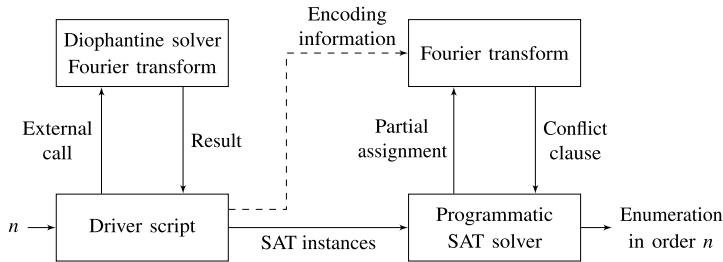 Diophantine solver
Fourier transform
Encoding
information
Fourier transform
External
call
Result
Partial
assignment
Conflict
clause
n
Driver script
SAT instances
Programmatic
SAT solver
Enumeration
in order n